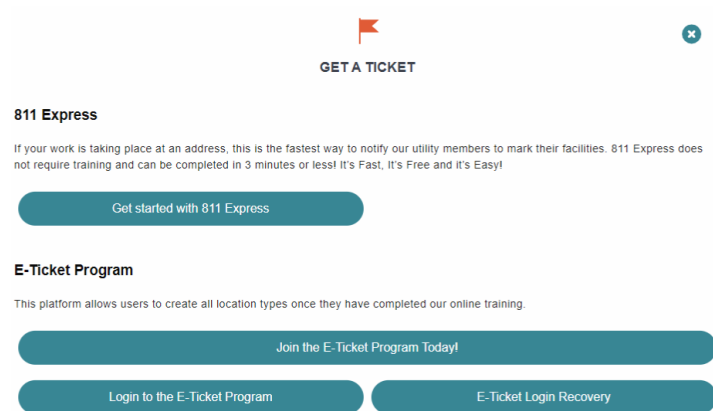 GET A TICKET
811 Express
If your work is taking place at an address, this is the fastest way to notify our utility members to mark their facilities. 811 Express does
not require training and can be completed in 3 minutes or less! It's Fast, It's Free and it's Easy!
Get started with 811 Express
E-Ticket Program
This platform allows users to create all location types once they have completed our online training.
Join the E-Ticket Program Today!
Login to the E-Ticket Program
E-Ticket Login Recovery